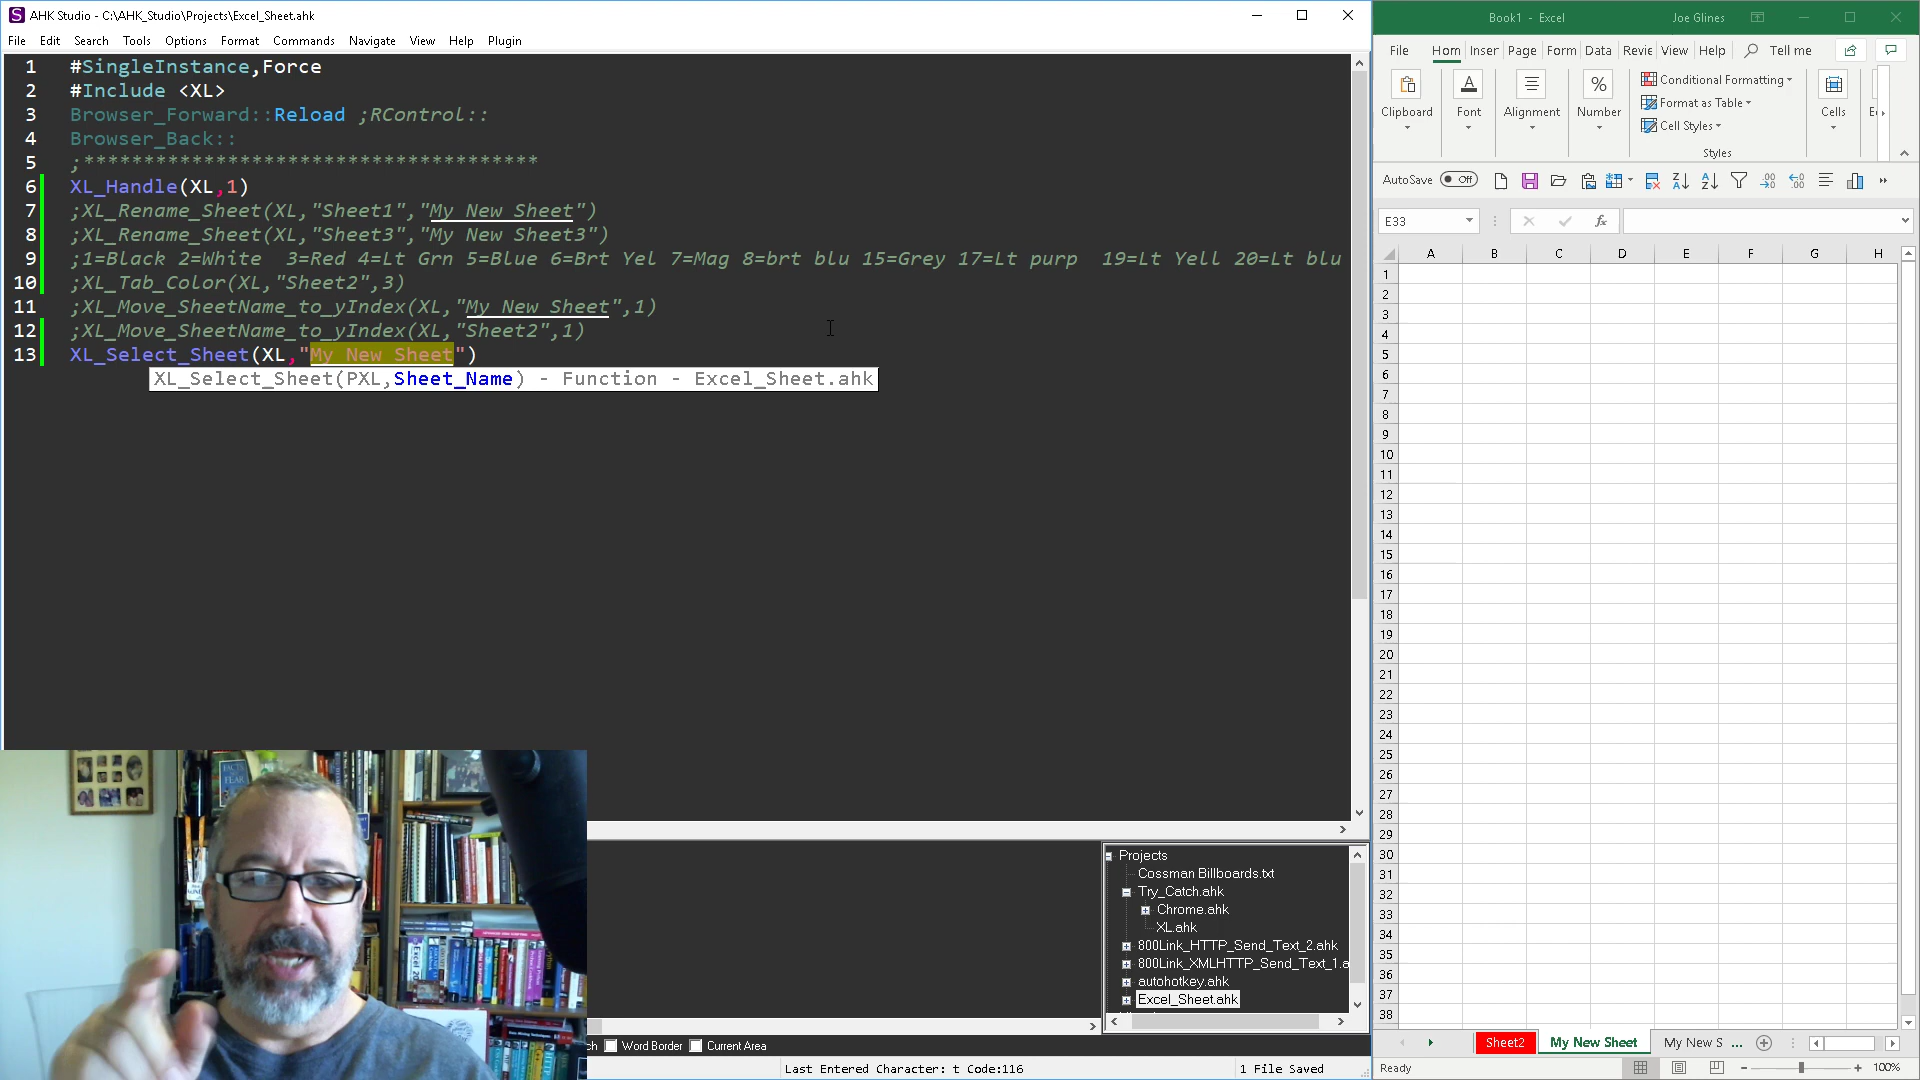 AHK Studio - C:\AHK_Studio\Projects\Excel_Sheet.ahk
File Edit Search Tools Options Format Commands Navigate View Help Plugin
1 #SingleInstance,Force
2 #Include <XL>
3 Browser_Forward::Reload ;RControl::
4 Browser_Back::
5 ;**************************************
6 XL_Handle(XL,1)
7 ;XL_Rename_Sheet(XL,"Sheet1","My New Sheet")
8 ;XL_Rename_Sheet(XL,"Sheet3","My New Sheet3")
9 ;1=Black 2=White  3=Red 4=Lt Grn 5=Blue 6=Brt Yel 7=Mag 8=brt blu 15=Grey 17=Lt purp  19=Lt Yell 20=Lt blu
10 ;XL_Tab_Color(XL,"Sheet2",3)
11 ;XL_Move_SheetName_to_yIndex(XL,"My New Sheet",1)
12 ;XL_Move_SheetName_to_yIndex(XL,"Sheet2",1)
13 XL_Select_Sheet(XL,"My New Sheet")
XL_Select_Sheet(PXL,Sheet_Name) - Function - Excel_Sheet.ahk
Projects
Cossman Billboards.txt
Try_Catch.ahk
Chrome.ahk
XL.ahk
800Link_HTTP_Send_Text_2.ahk
800Link_XMLHTTP_Send_Text_1.a
autohotkey.ahk
Excel_Sheet.ahk
ch Word Border Current Area
Last Entered Character: t Code:116 1 File Saved
Book1 - Excel Joe Glines
File Hom Inser Page Form Data Revie View Help Tell me
Clipboard Font Alignment Number Conditional Formatting Format as Table Cell Styles Cells
Styles
AutoSave Off
E33 fx
A B C D E F G H
1
2
3
4
5
6
7
8
9
10
11
12
13
14
15
16
17
18
19
20
21
22
23
24
25
26
27
28
29
30
31
32
33
34
35
36
37
38
Sheet2 My New Sheet My New S ...
Ready 100%